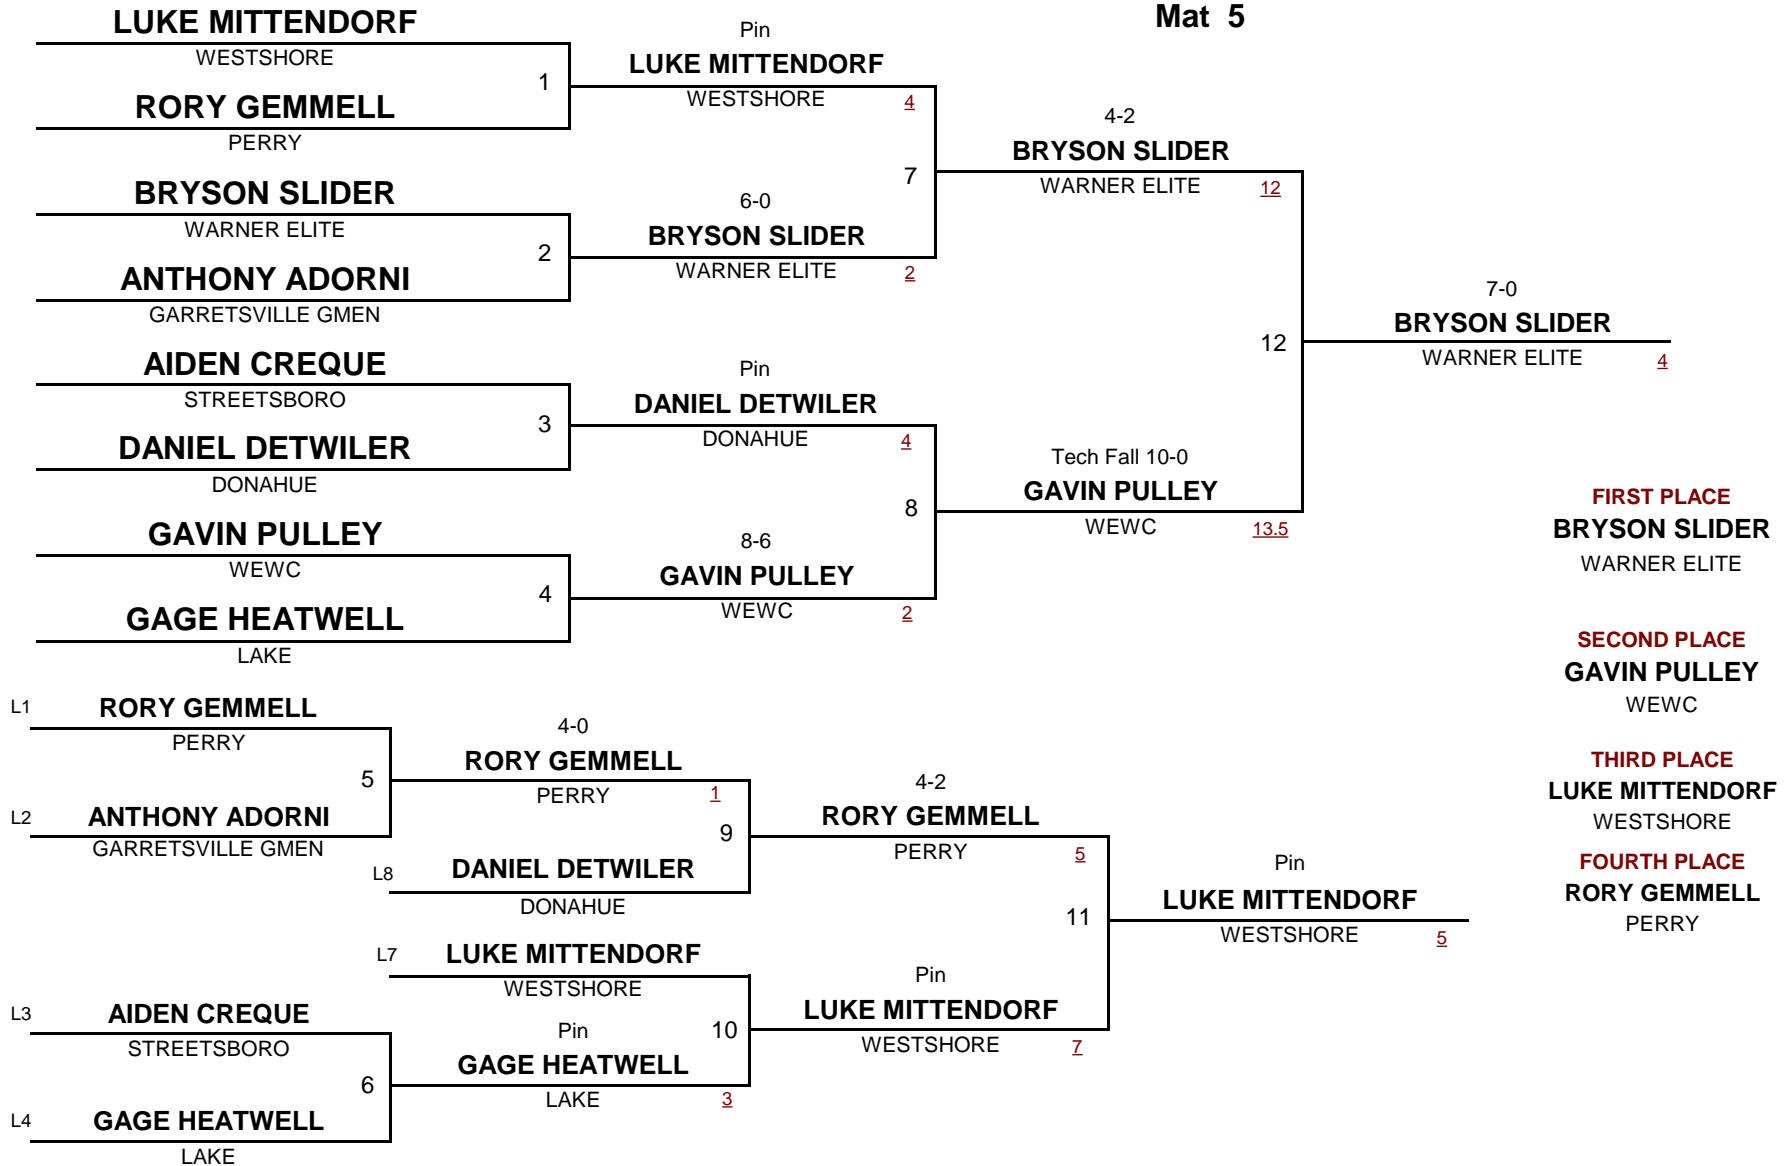 Mat 5
LUKE MITTENDORF
WESTSHORE
1
RORY GEMMELL
PERRY
BRYSON SLIDER
WARNER ELITE
2
ANTHONY ADORNI
GARRETSVILLE GMEN
AIDEN CREQUE
STREETSBORO
3
DANIEL DETWILER
DONAHUE
GAVIN PULLEY
WEWC
4
GAGE HEATWELL
LAKE
Pin
LUKE MITTENDORF
WESTSHORE 4
7
6-0
BRYSON SLIDER
WARNER ELITE 2
Pin
DANIEL DETWILER
DONAHUE 4
8
8-6
GAVIN PULLEY
WEWC 2
4-2
BRYSON SLIDER
WARNER ELITE 12
12
Tech Fall 10-0
GAVIN PULLEY
WEWC 13.5
7-0
BRYSON SLIDER
WARNER ELITE 4
L1 RORY GEMMELL
PERRY
5
L2 ANTHONY ADORNI
GARRETSVILLE GMEN
L3 AIDEN CREQUE
STREETSBORO
6
L4 GAGE HEATWELL
LAKE
4-0
RORY GEMMELL
PERRY 1
9
L8 DANIEL DETWILER
DONAHUE
L7 LUKE MITTENDORF
WESTSHORE
10
Pin
GAGE HEATWELL
LAKE 3
4-2
RORY GEMMELL
PERRY 5
11
Pin
LUKE MITTENDORF
WESTSHORE 7
Pin
LUKE MITTENDORF
WESTSHORE 5
FIRST PLACE
BRYSON SLIDER
WARNER ELITE
SECOND PLACE
GAVIN PULLEY
WEWC
THIRD PLACE
LUKE MITTENDORF
WESTSHORE
FOURTH PLACE
RORY GEMMELL
PERRY